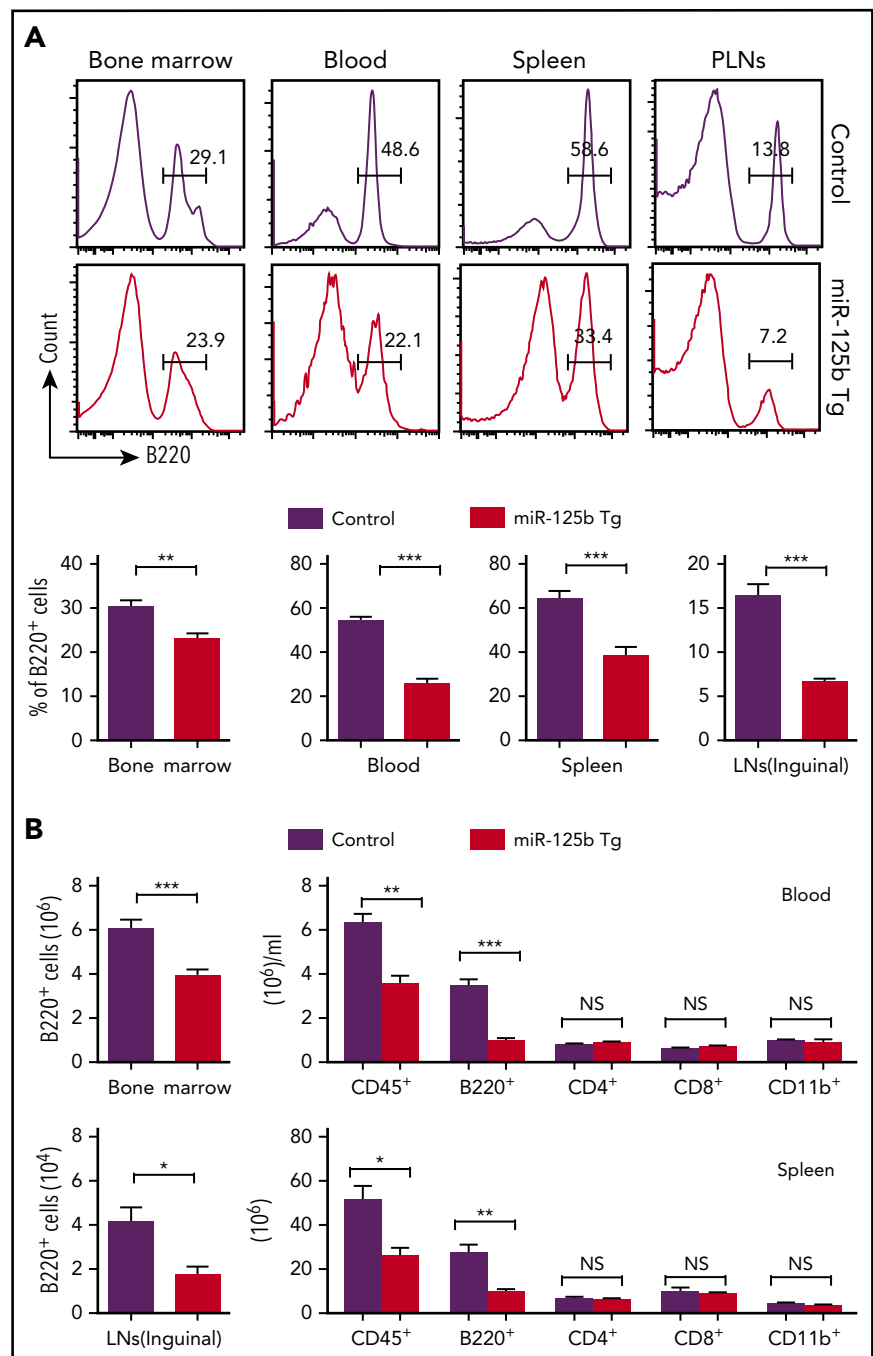 A
Bone marrow Blood Spleen PLNs
29.1 48.6 58.6 13.8
Control
23.9 22.1 33.4 7.2
miR-125b Tg
Count
B220
Control miR-125b Tg
% of B220⁺ cells
40 30 20 10 0
**
Bone marrow
80 60 40 20 0
***
Blood
80 60 40 20 0
***
Spleen
20 15 10 5 0
***
LNs(Inguinal)
B
Control miR-125b Tg
B220⁺ cells (10⁶)
8 6 4 2 0
***
Bone marrow
(10⁶)/ml
8 6 4 2 0
Blood
** *** NS NS NS
CD45⁺ B220⁺ CD4⁺ CD8⁺ CD11b⁺
B220⁺ cells (10⁴)
8 6 4 2 0
*
LNs(Inguinal)
(10⁶)
80 60 40 20 0
Spleen
* ** NS NS NS
CD45⁺ B220⁺ CD4⁺ CD8⁺ CD11b⁺